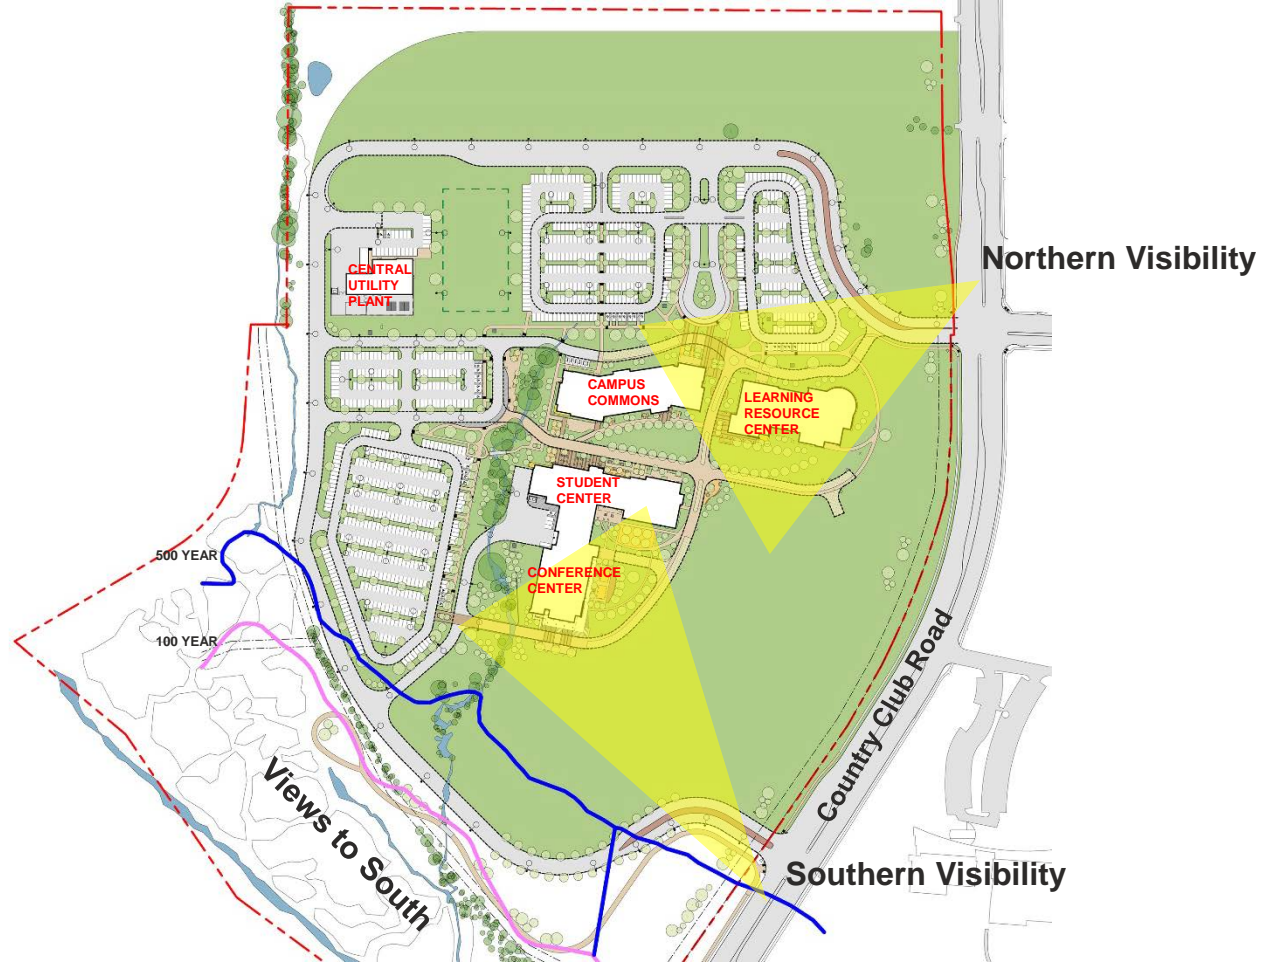 Northern Visibility
CENTRAL
UTILITY
PLANT
CAMPUS
COMMONS
LEARNING
RESOURCE
CENTER
STUDENT
CENTER
500 YEAR
CONFERENCE
CENTER
100 YEAR
Country Club Road
Views to South
Southern Visibility